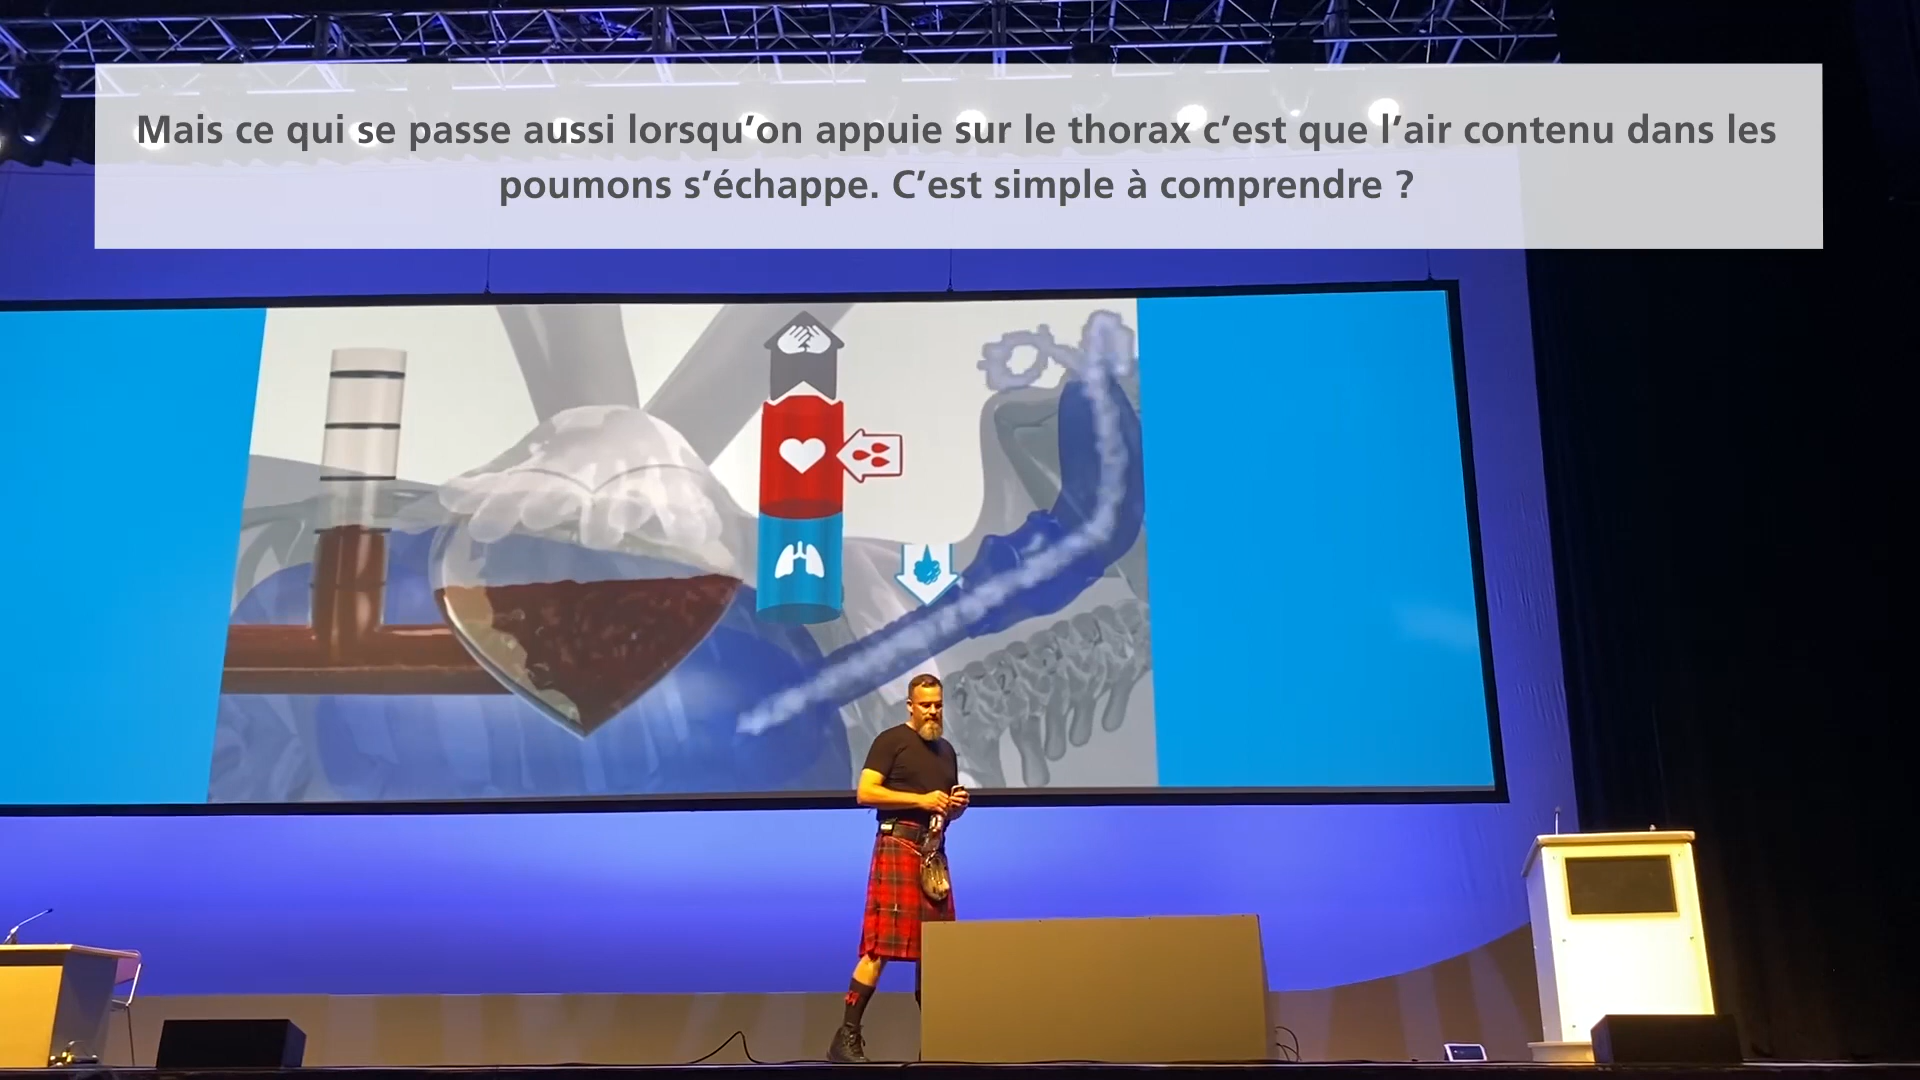 Mais ce qui se passe aussi lorsqu’on appuie sur le thorax c’est que l’air contenu dans les
poumons s’échappe. C’est simple à comprendre ?